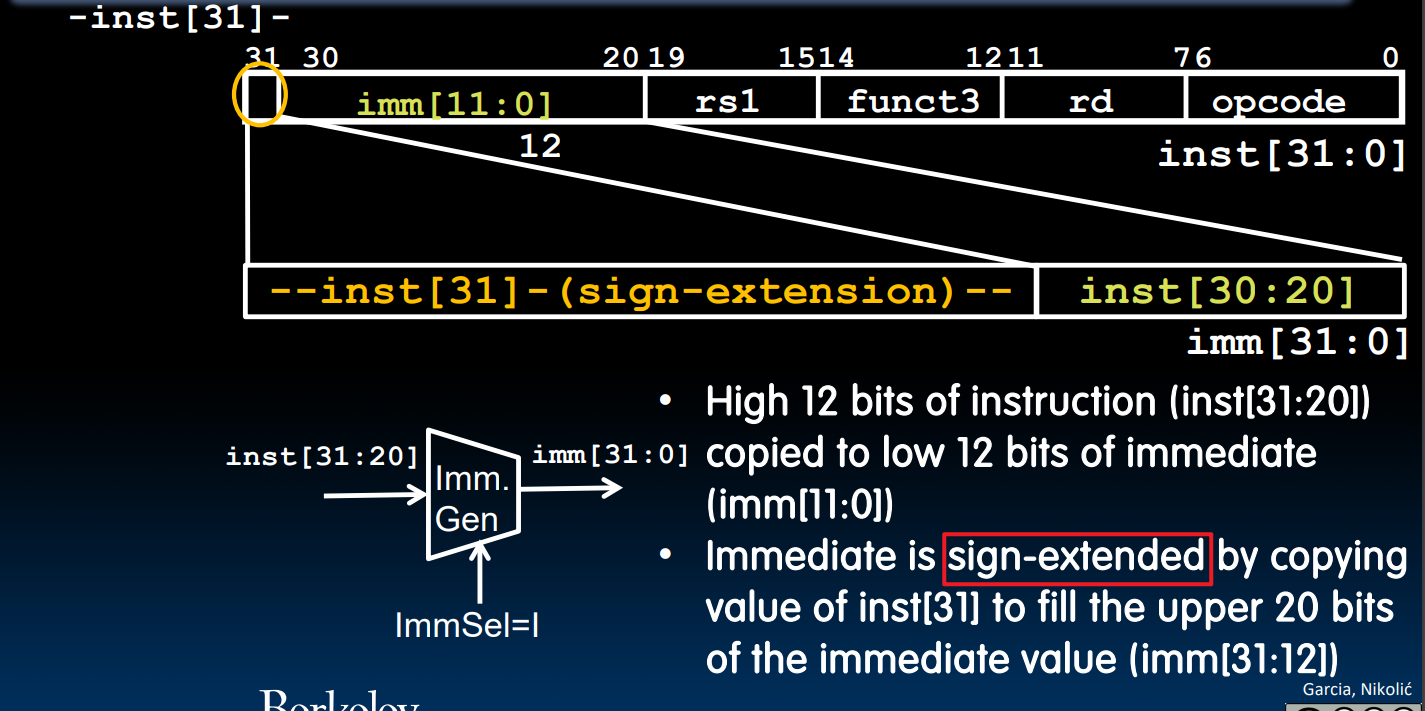 -inst[31]-
31 30 20 19 15 14 12 11 7 6 0
imm[11:0] rs1 funct3 rd opcode
12
inst[31:0]
--inst[31]-(sign-extension)-- inst[30:20]
imm[31:0]
inst[31:20] Imm. Gen imm[31:0]
ImmSel=I
• High 12 bits of instruction (inst[31:20])
copied to low 12 bits of immediate
(imm[11:0])
• Immediate is sign-extended by copying
value of inst[31] to fill the upper 20 bits
of the immediate value (imm[31:12])
Garcia, Nikolić
Berkeley